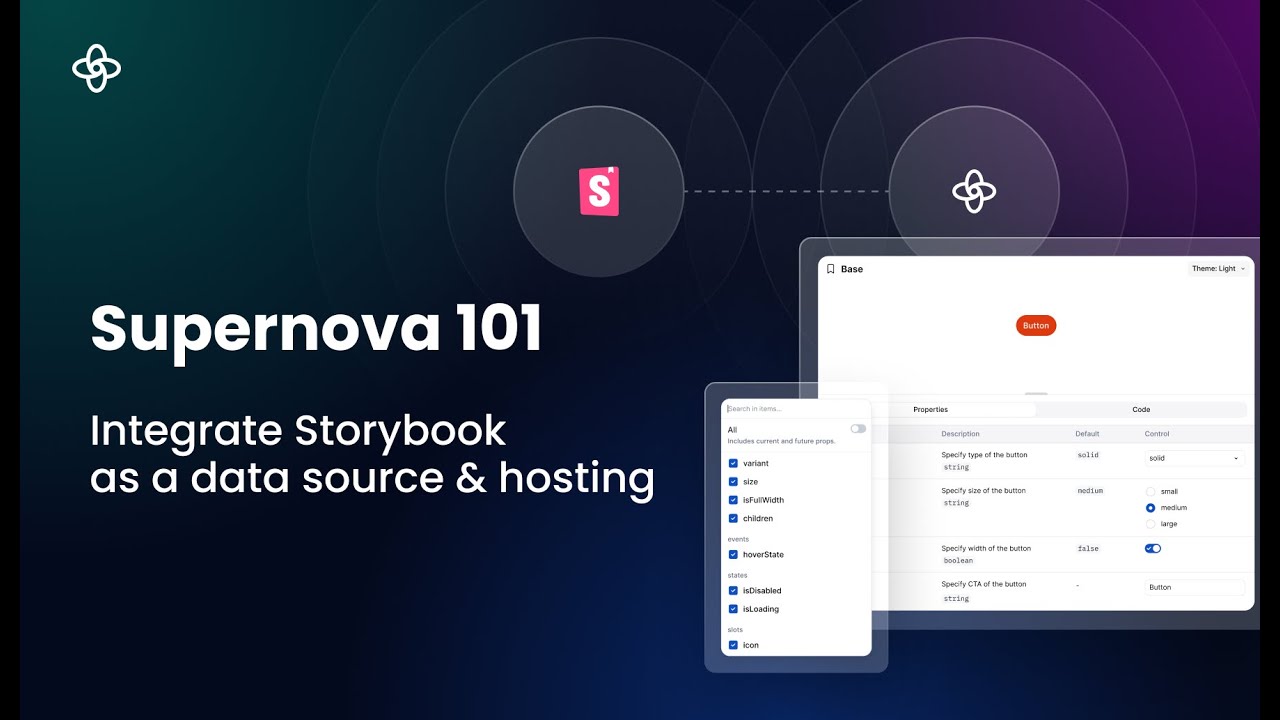 S
Supernova 101
Integrate Storybook
as a data source & hosting
Base
Theme: Light
Button
Properties
Code
Description
Default
Control
Specify type of the button
string
solid
solid
Specify size of the button
string
medium
small
medium
large
Specify width of the button
boolean
false
Specify CTA of the button
string
-
Button
Search in items...
All
Includes current and future props.
variant
size
isFullWidth
children
events
hoverState
states
isDisabled
isLoading
slots
icon